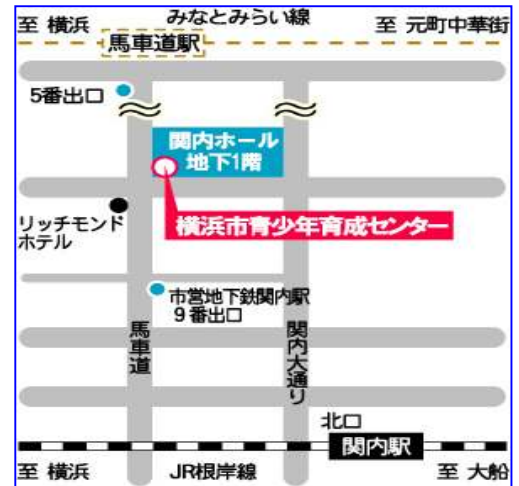 至 横浜
みなとみらい線
至 元町中華街
馬車道駅
5番出口
関内ホール
地下1階
リッチモンド
ホテル
横浜市青少年育成センター
市営地下鉄関内駅
9番出口
馬車道
関内大通り
北口
関内駅
至 横浜
JR根岸線
至 大船